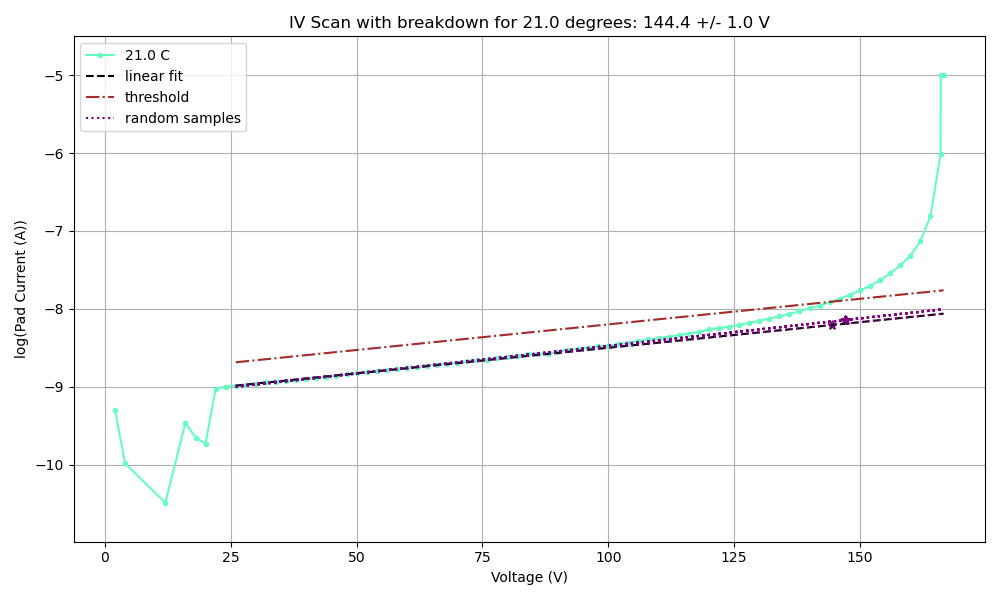 IV Scan with breakdown for 21.0 degrees: 144.4 +/- 1.0 V
21.0 C
linear fit
threshold
random samples
log(Pad Current (A))
−5
−6
−7
−8
−9
−10
0 25 50 75 100 125 150
Voltage (V)